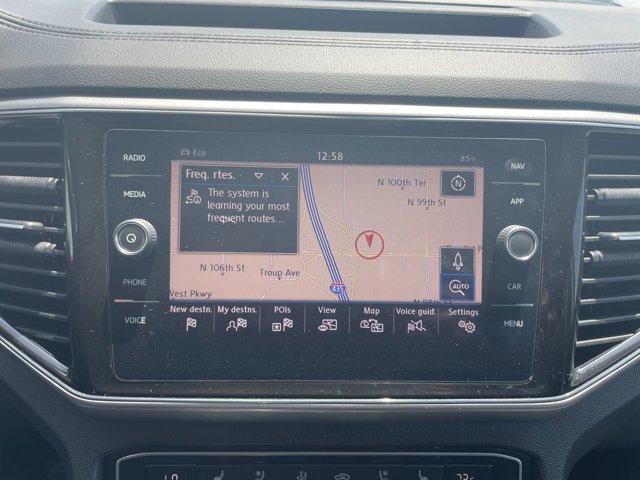 RADIO
MEDIA
PHONE
VOICE
Eco
12:58
85°F
NAV
APP
CAR
MENU
Freq. rtes.
The system is
learning your most
frequent routes...
N 100th Ter
N 99th St
N
N 106th St
Troup Ave
435
West Pkwy
AUTO
New destn.
My destns.
POIs
View
Map
Voice guid.
Settings